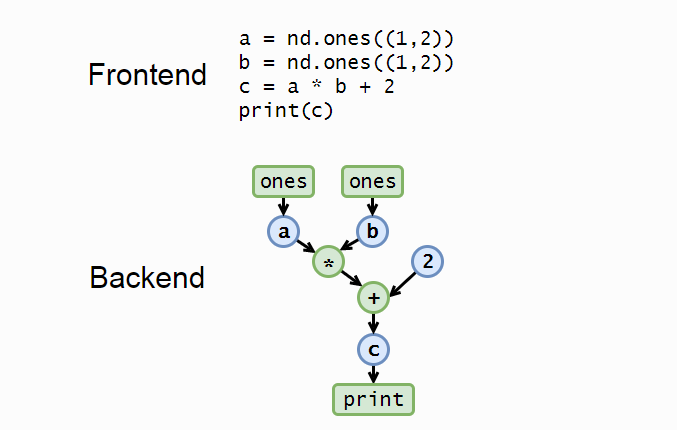 Frontend
a = nd.ones((1,2))
b = nd.ones((1,2))
c = a * b + 2
print(c)
Backend
ones ones
a b
* 2
+
c
print